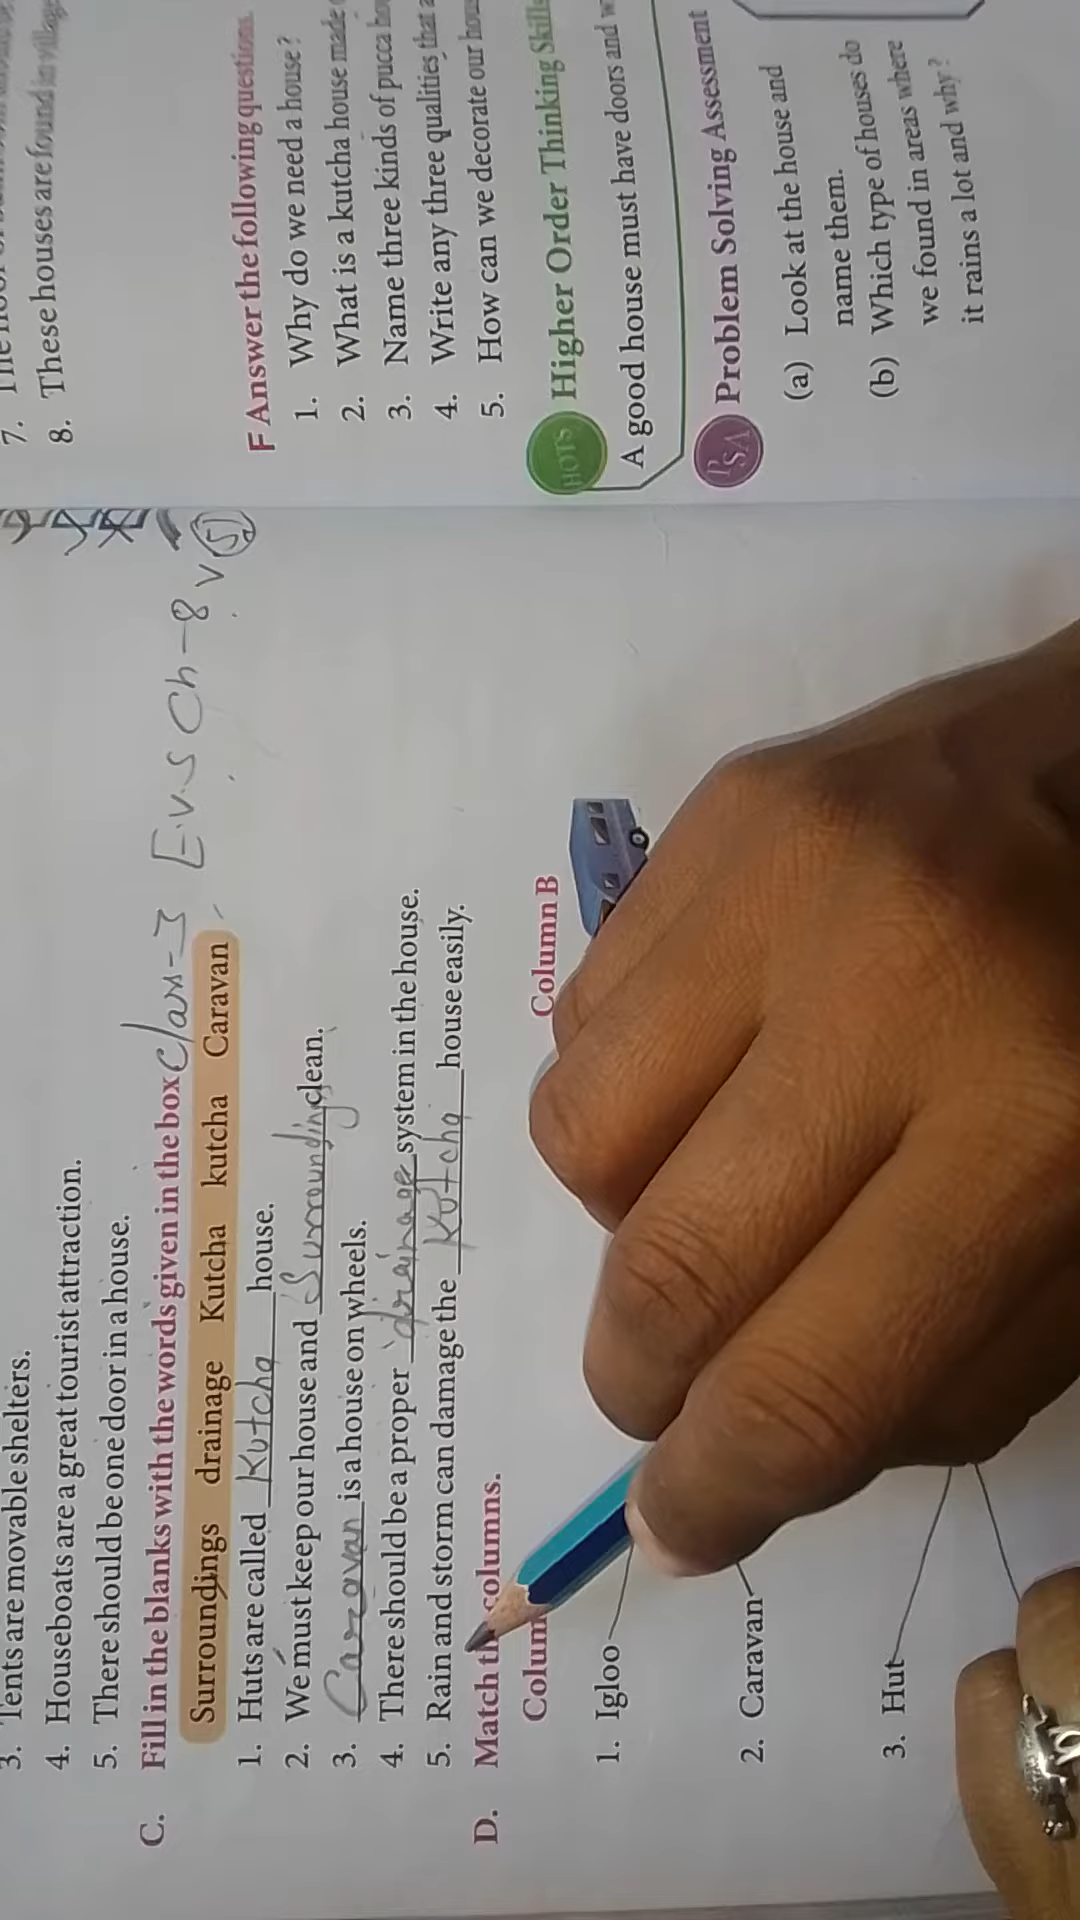 3. Tents are movable shelters.
4. Houseboats are a great tourist attraction.
5. There should be one door in a house.
C. Fill in the blanks with the words given in the box
Class-3 E.V.S Ch-8
Surroundings drainage Kutcha kutcha Caravan
1. Huts are called Kutcha house.
2. We must keep our house and Surrounding clean.
3. Caravan is a house on wheels.
4. There should be a proper drainage system in the house.
5. Rain and storm can damage the Kutcha house easily.
D. Match columns.
Column B
1. Igloo
2. Caravan
3. Hut
7.
8. These houses are found in
F Answer the following question
1. Why do we need a house?
2. What is a kutcha house made
3. Name three kinds of pucca
4. Write any three qualities that
5. How can we decorate our
HOTS Higher Order Thinking Skills
A good house must have doors and
PSA Problem Solving Assessment
(a) Look at the house and
name them.
(b) Which type of houses do
we found in areas where
it rains a lot and why?